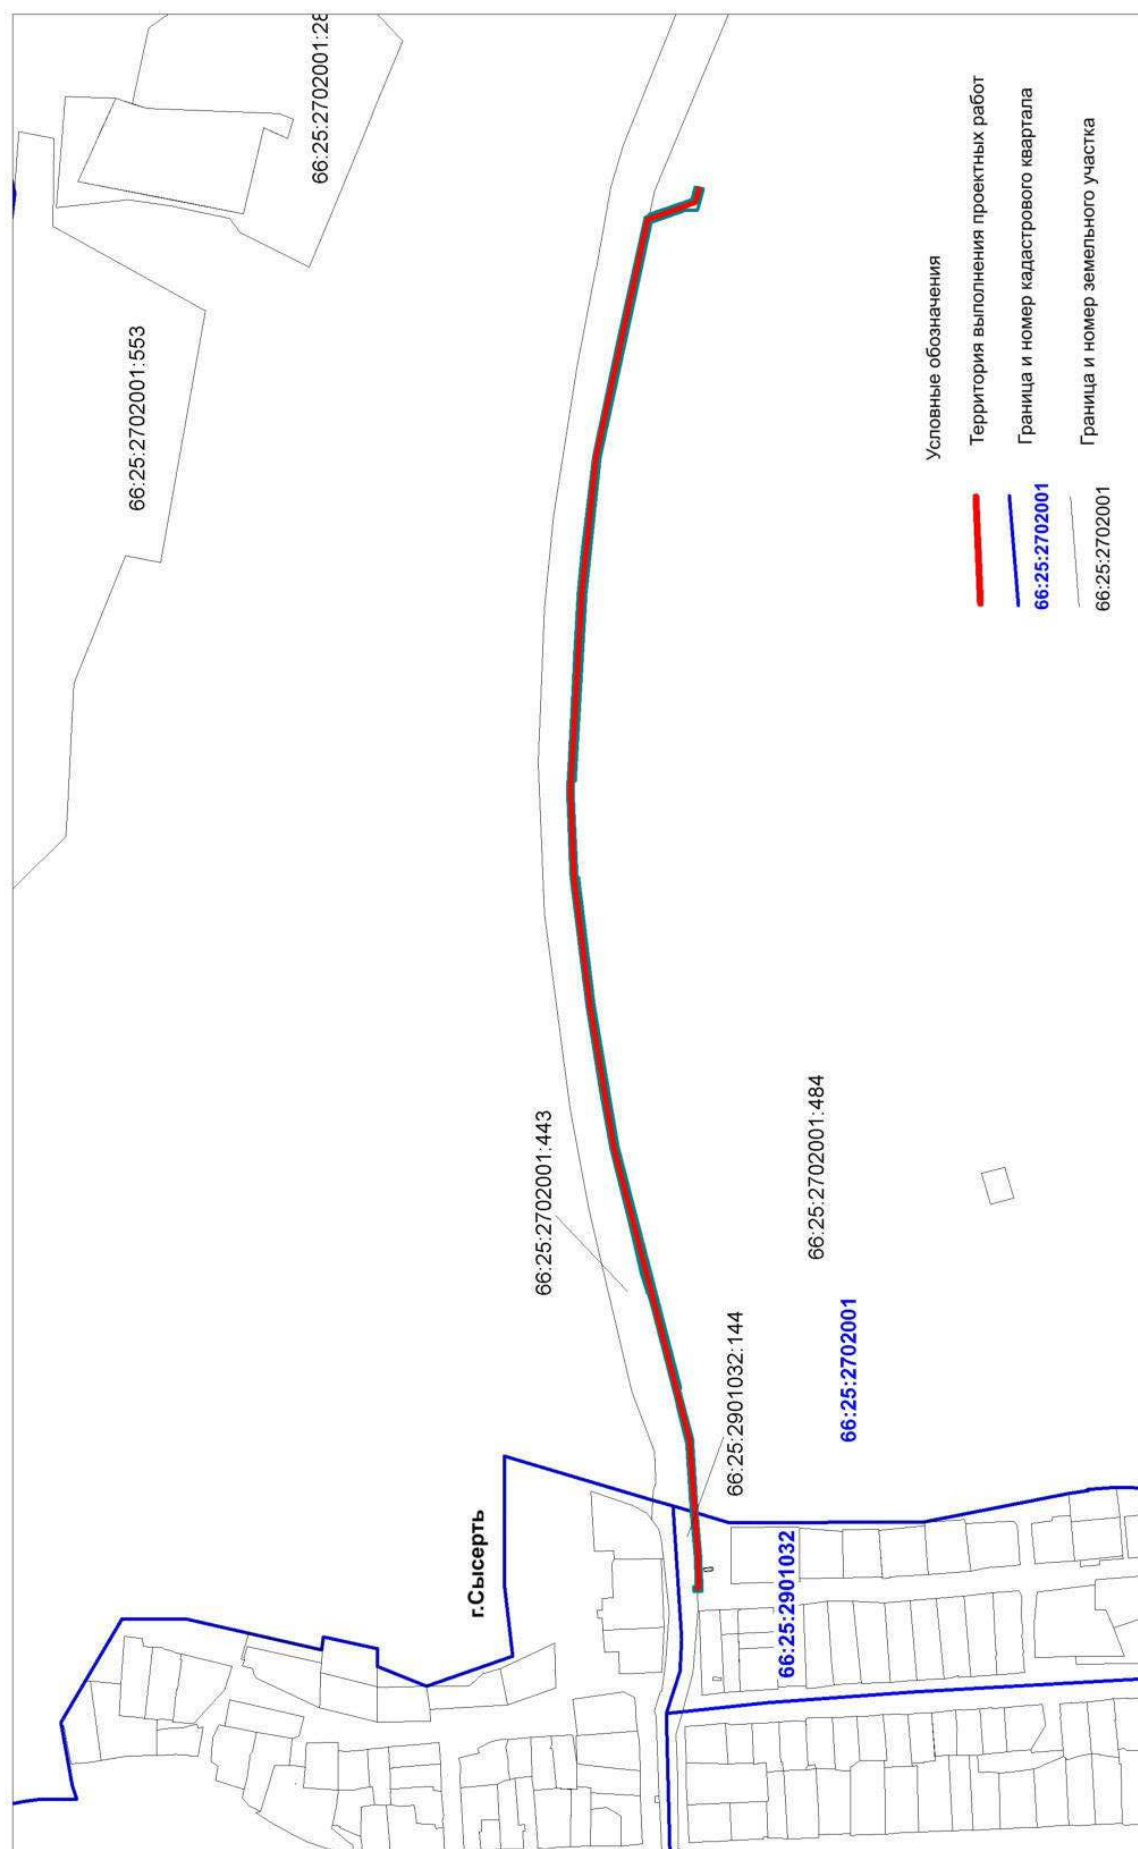 66:25:2702001:28
66:25:2702001:553
66:25:2702001:443
66:25:2702001:484
66:25:2901032:144
66:25:2702001
г.Сысерть
66:25:2901032
Условные обозначения
Территория выполнения проектных работ
Граница и номер кадастрового квартала
66:25:2702001
Граница и номер земельного участка
66:25:2702001